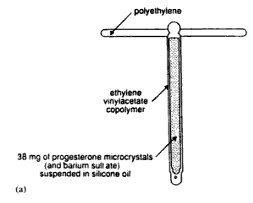 polyethylene
ethylene
vinylacetate
copolymer
38 mg of progesterone microcrystals
(and barium sulfate)
suspended in silicone oil
(a)